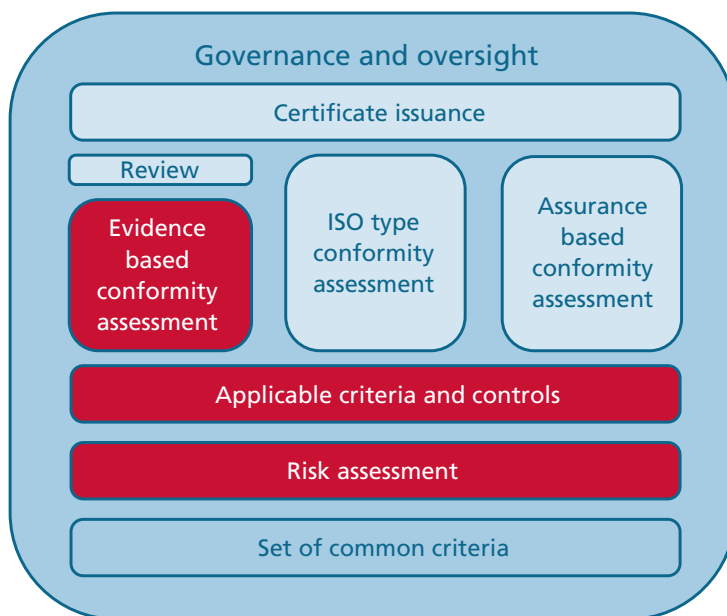 Governance and oversight
Certificate issuance
Review
Evidence
based
conformity
assessment
ISO type
conformity
assessment
Assurance
based
conformity
assessment
Applicable criteria and controls
Risk assessment
Set of common criteria